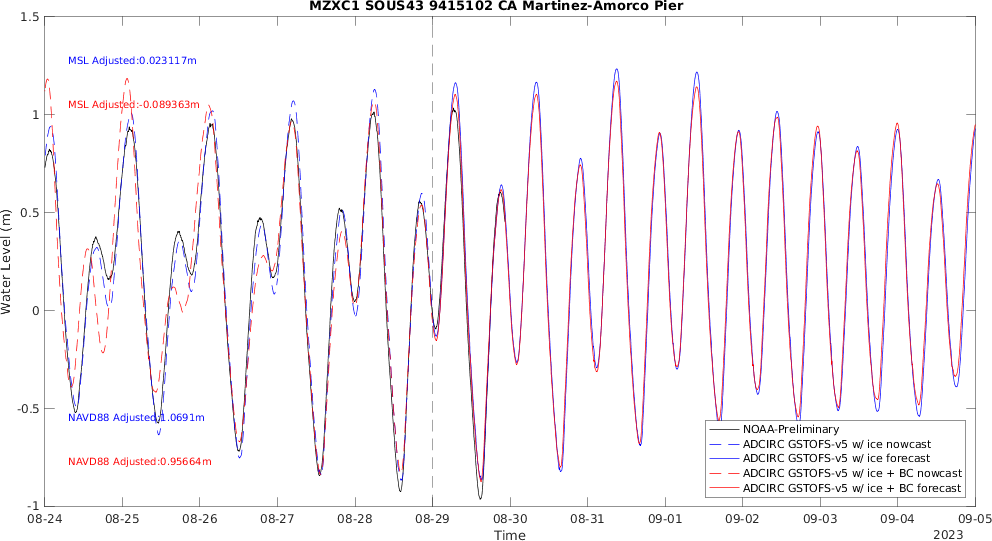 MZXC1 SOUS43 9415102 CA Martinez-Amorco Pier
1.5
MSL Adjusted:0.023117m
MSL Adjusted:-0.089363m
1
0.5
Water Level (m)
0
-0.5
NAVD88 Adjusted:1.0691m
NAVD88 Adjusted:0.95664m
-1
NOAA-Preliminary
ADCIRC GSTOFS-v5 w/ ice nowcast
ADCIRC GSTOFS-v5 w/ ice forecast
ADCIRC GSTOFS-v5 w/ ice + BC nowcast
ADCIRC GSTOFS-v5 w/ ice + BC forecast
08-24 08-25 08-26 08-27 08-28 08-29 08-30 08-31 09-01 09-02 09-03 09-04 09-05
Time
2023